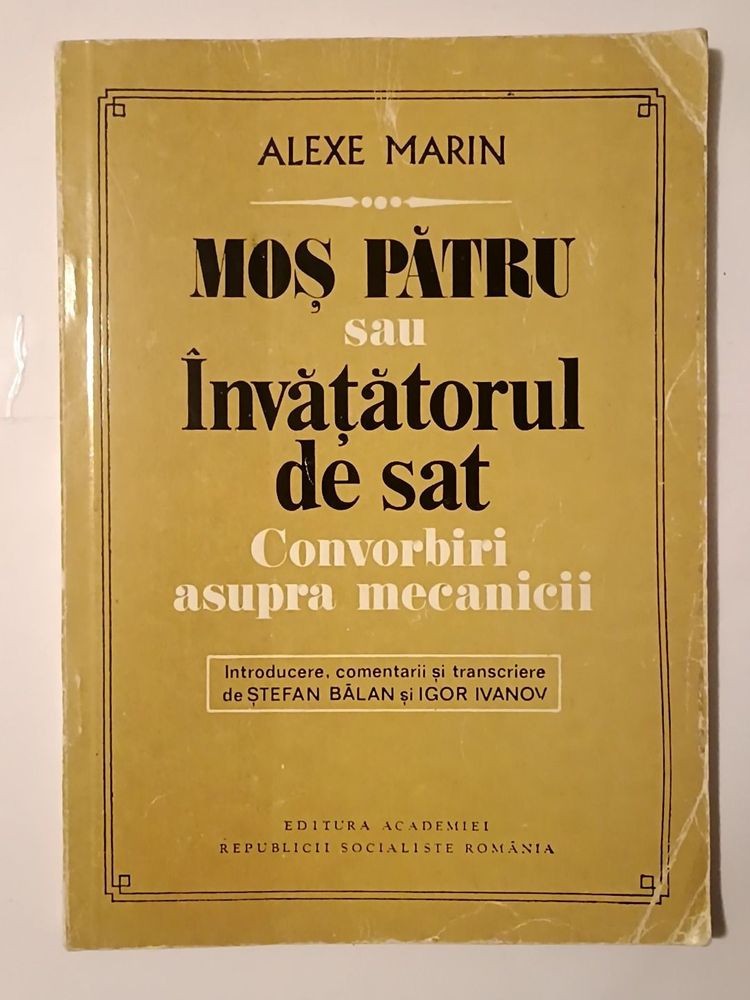 ALEXE MARIN
MOȘ PĂTRU
sau
Învățătorul
de sat
Convorbiri
asupra mecanicii
Introducere, comentarii și transcriere
de ȘTEFAN BĂLAN și IGOR IVANOV
EDITURA ACADEMIEI
REPUBLICII SOCIALISTE ROMÂNIA